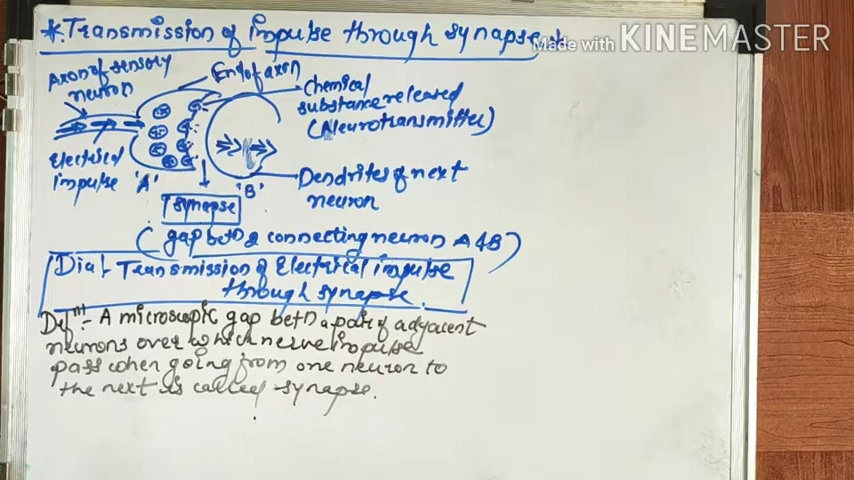 *. Transmission of impulse through synapse :-
Made with KINEMASTER
Axon of sensory
neuron
End of axon
Chemical
substance released
(Neurotransmitter)
Electrical
impulse 'A'
'B'
Dendrites of next
neuron
synapse
(gap betn 2 connecting neuron A & B)
Dia:- Transmission of Electrical impulse
through synapse.
Defn:- A microscopic gap betn a pair of adjacent
neurons over which nerve impulse
pass when going from one neuron to
the next is called synapse.